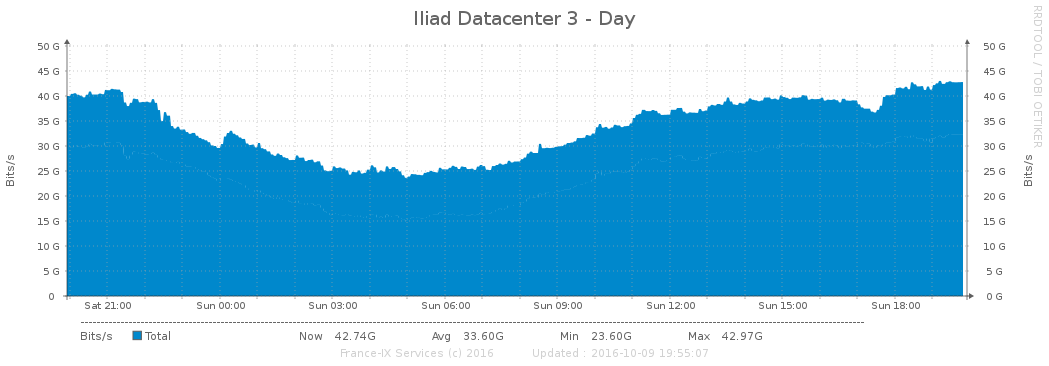 Iliad Datacenter 3 - Day
RRDTOOL / TOBI OETIKER
Bits/s
50 G
45 G
40 G
35 G
30 G
25 G
20 G
15 G
10 G
5 G
0
50 G
45 G
40 G
35 G
30 G
25 G
20 G
15 G
10 G
5 G
0 G
Bits/s
Sat 21:00 Sun 00:00 Sun 03:00 Sun 06:00 Sun 09:00 Sun 12:00 Sun 15:00 Sun 18:00
Bits/s Total Now 42.74G Avg 33.60G Min 23.60G Max 42.97G
France-IX Services (c) 2016 Updated : 2016-10-09 19:55:07